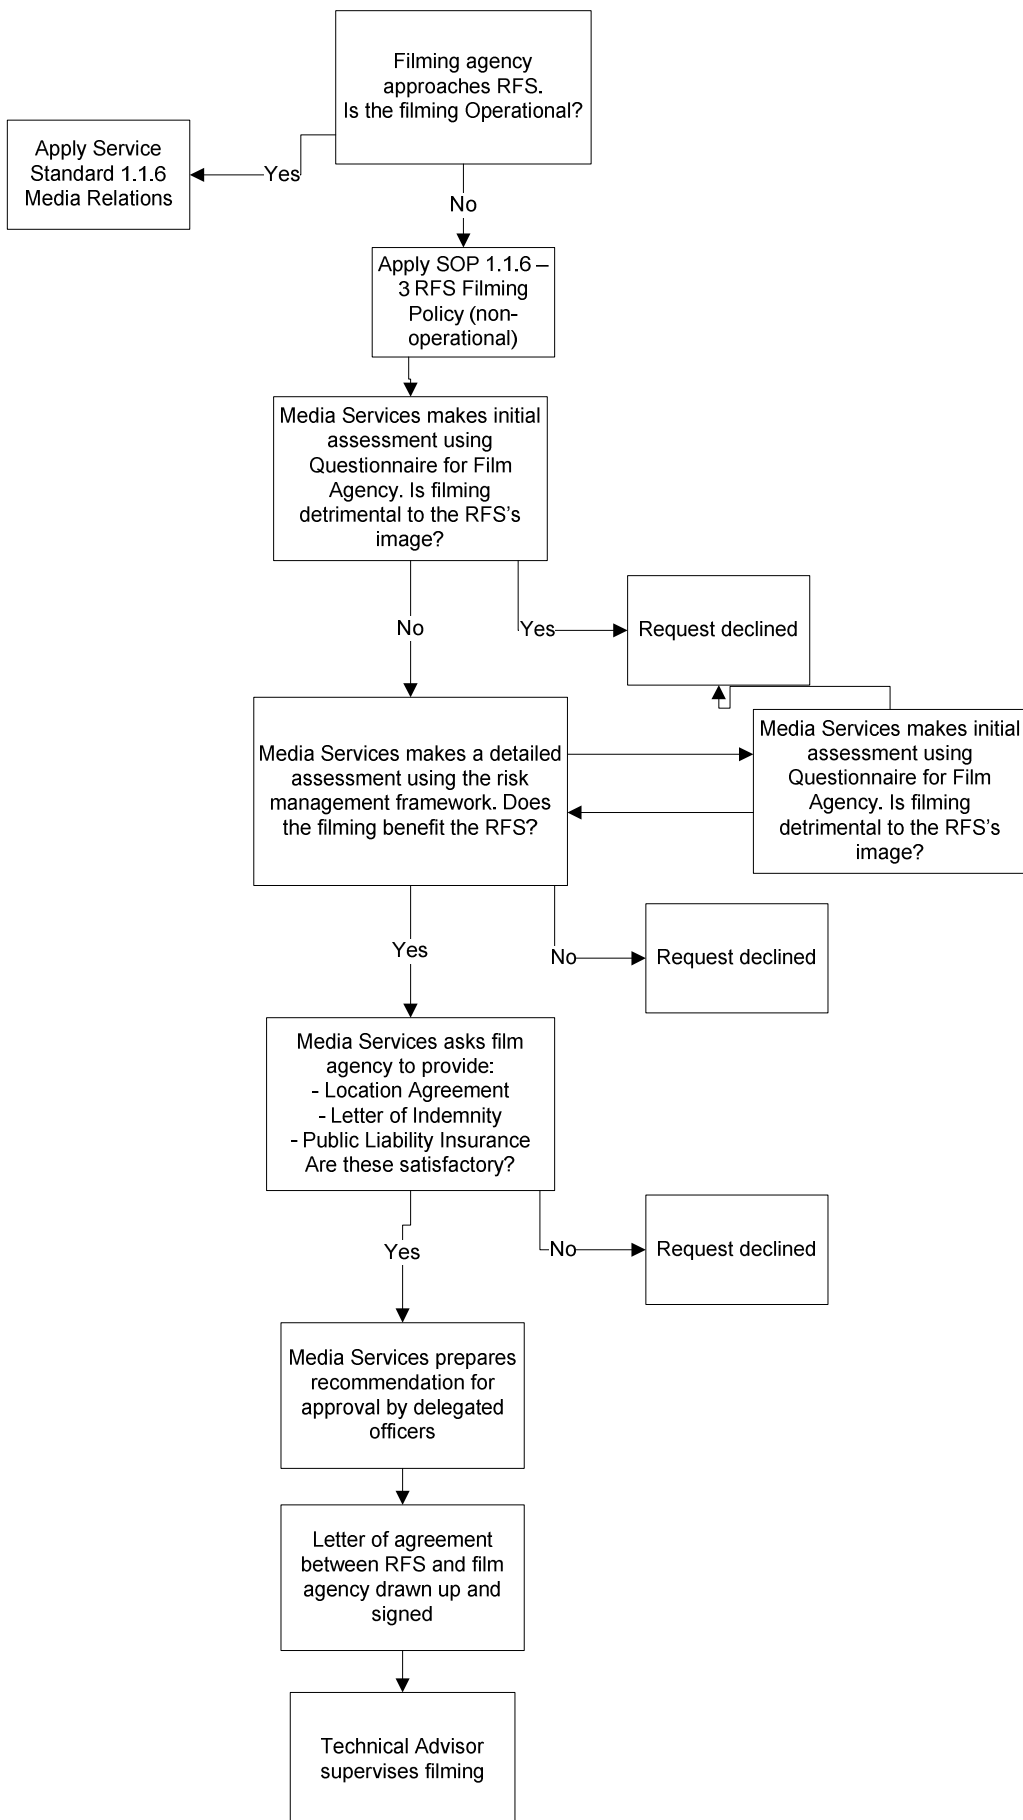 Filming agency
approaches RFS.
Is the filming Operational?
Apply Service
Standard 1.1.6
Media Relations
Yes
No
Apply SOP 1.1.6 –
3 RFS Filming
Policy (non-
operational)
Media Services makes initial
assessment using
Questionnaire for Film
Agency. Is filming
detrimental to the RFS's
image?
No
Yes
Request declined
Media Services makes a detailed
assessment using the risk
management framework. Does
the filming benefit the RFS?
Media Services makes initial
assessment using
Questionnaire for Film
Agency. Is filming
detrimental to the RFS's
image?
Yes
No
Request declined
Media Services asks film
agency to provide:
- Location Agreement
- Letter of Indemnity
- Public Liability Insurance
Are these satisfactory?
Yes
No
Request declined
Media Services prepares
recommendation for
approval by delegated
officers
Letter of agreement
between RFS and film
agency drawn up and
signed
Technical Advisor
supervises filming